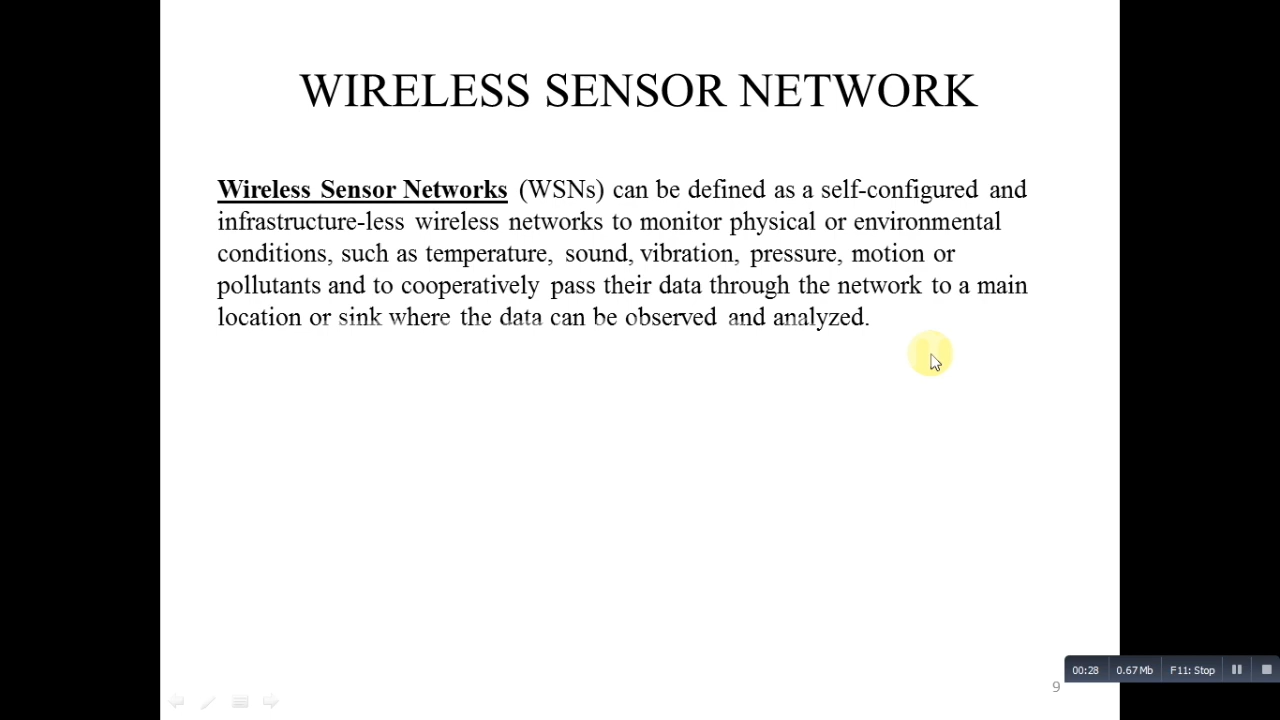 WIRELESS SENSOR NETWORK
Wireless Sensor Networks (WSNs) can be defined as a self-configured and
infrastructure-less wireless networks to monitor physical or environmental
conditions, such as temperature, sound, vibration, pressure, motion or
pollutants and to cooperatively pass their data through the network to a main
location or sink where the data can be observed and analyzed.
00:28 0.67 Mb F11: Stop
9